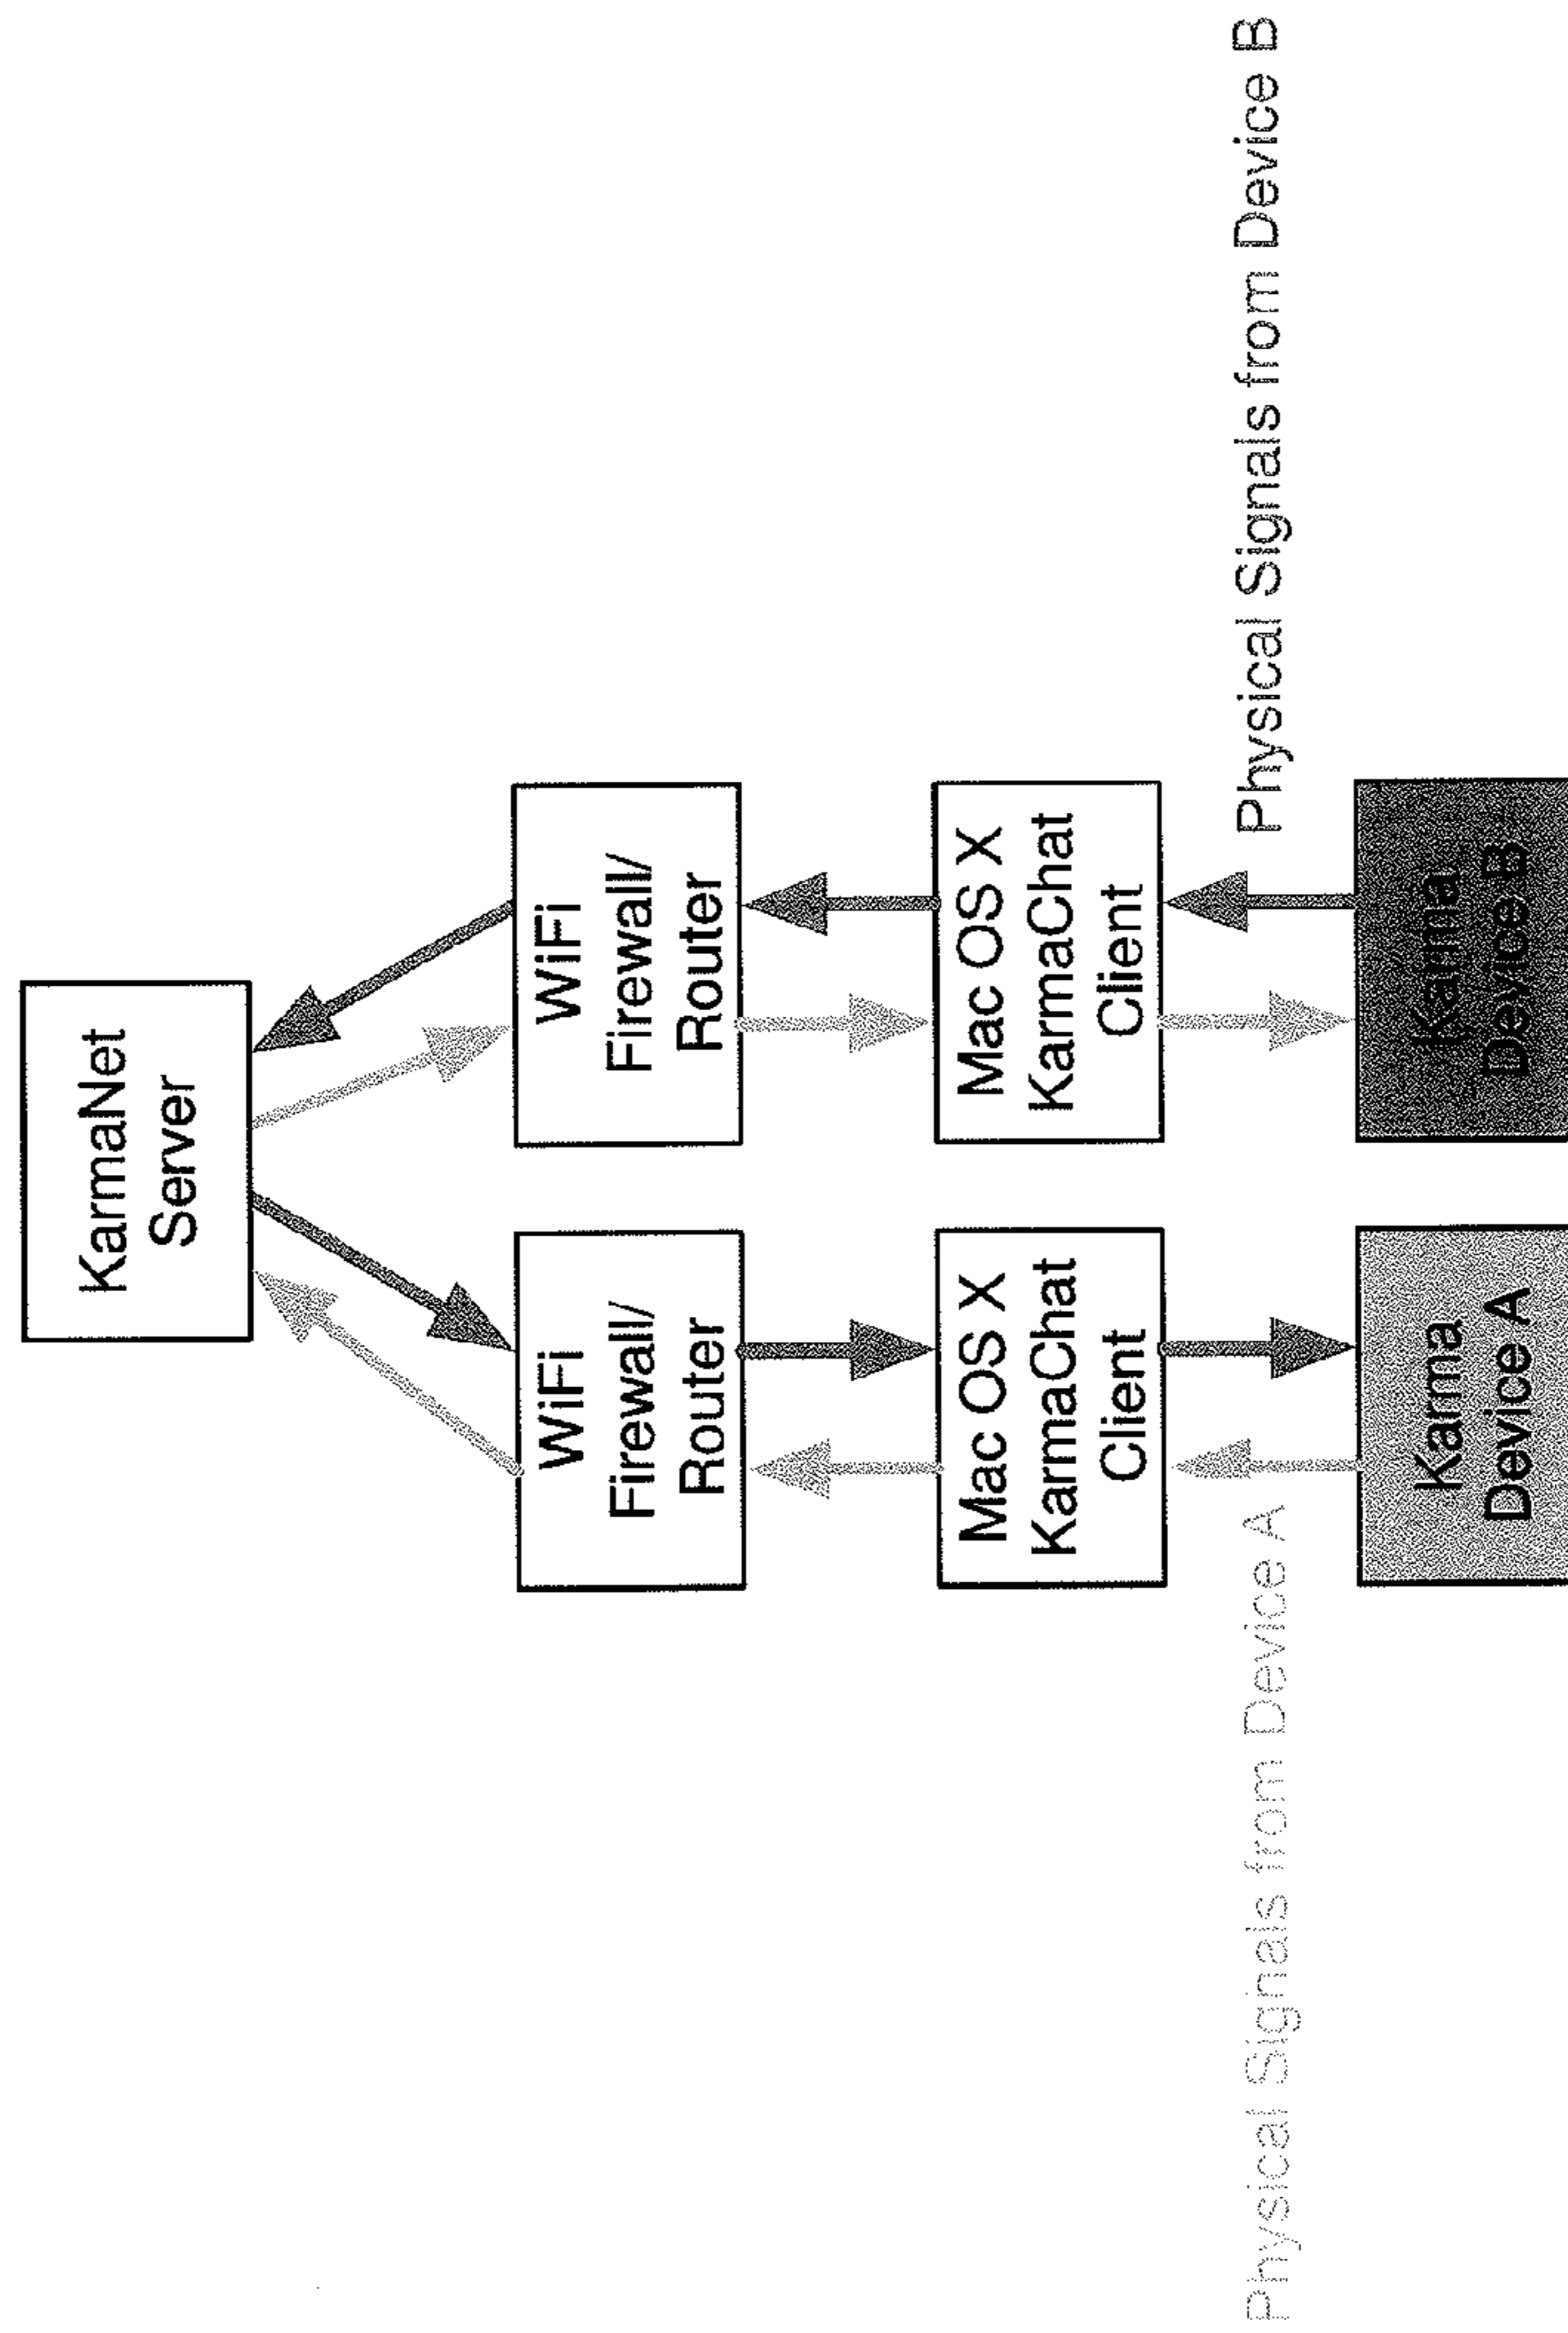 KarmaNet
Server
WiFi
Firewall/
Router
WiFi
Firewall/
Router
Mac OS X
KarmaChat
Client
Mac OS X
KarmaChat
Client
Physical Signals from Device A
Physical Signals from Device B
Karma
Device A
Karma
Device B